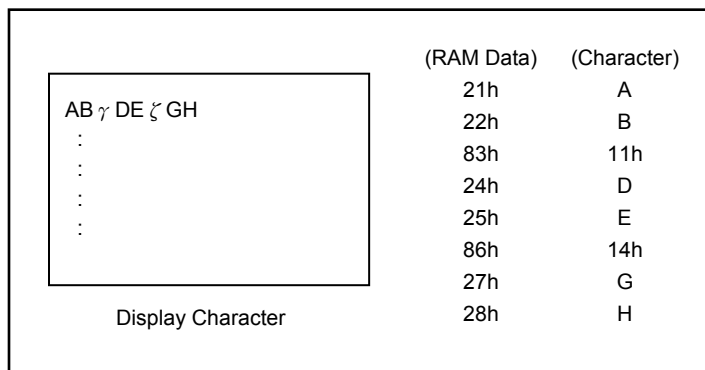 (RAM Data) (Character)
21h A
AB γ DE ζ GH
22h B
:
83h 11h
:
24h D
:
25h E
:
86h 14h
27h G
Display Character
28h H